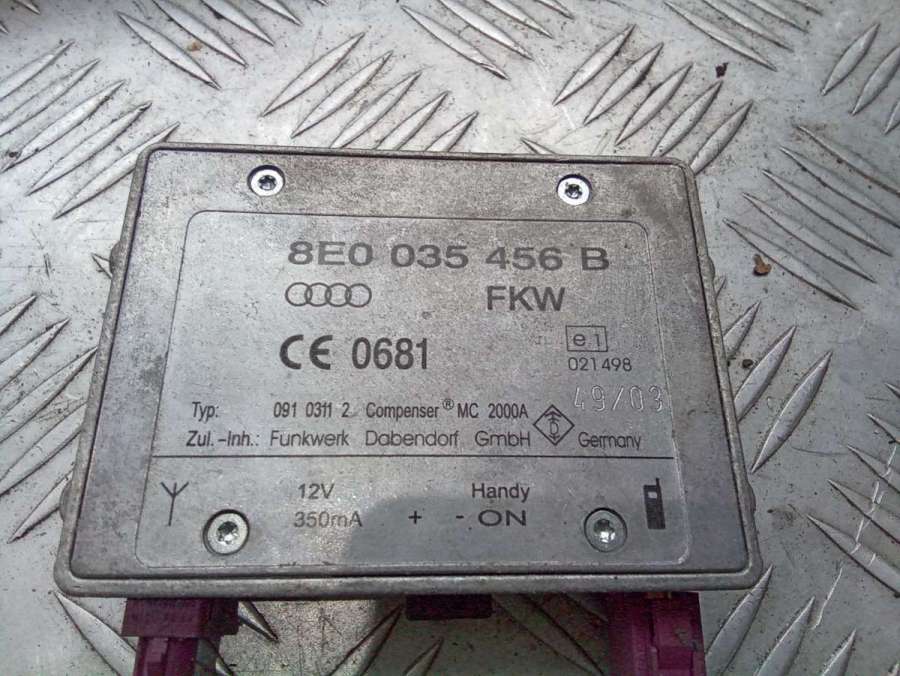 8E0 035 456 B
FKW
CE 0681
e 1
021498
49/03
Typ: 091 0311 2 Compenser® MC 2000A
Zul.-Inh.: Funkwerk Dabendorf GmbH Germany
12V Handy
350mA + - ON